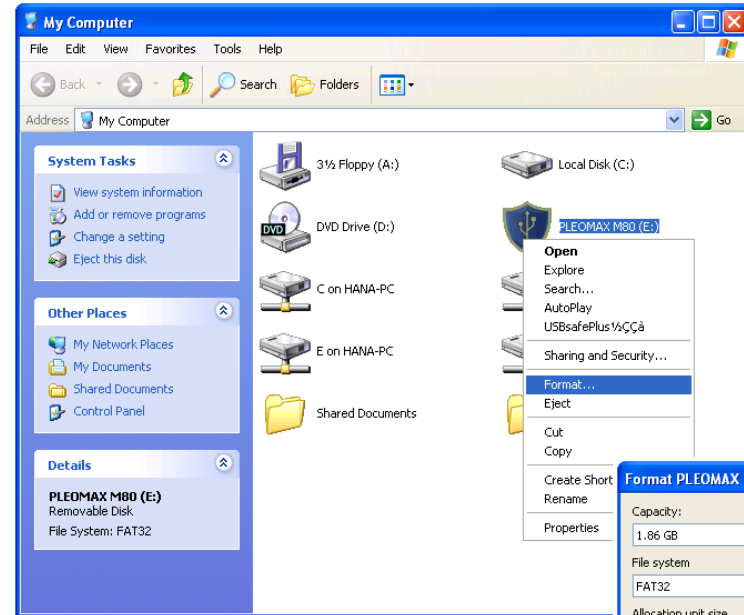 My Computer
File Edit View Favorites Tools Help
Back Search Folders
Address My Computer Go
System Tasks
View system information
Add or remove programs
Change a setting
Eject this disk
Other Places
My Network Places
My Documents
Shared Documents
Control Panel
Details
PLEOMAX M80 (E:)
Removable Disk
File System: FAT32
3½ Floppy (A:)
Local Disk (C:)
DVD
DVD Drive (D:)
PLEOMAX M80 (E:)
C on HANA-PC
E on HANA-PC
Shared Documents
Open
Explore
Search...
AutoPlay
USBsafePlus½ÇÇà
Sharing and Security...
Format...
Eject
Cut
Copy
Create Short
Rename
Properties
Format PLEOMAX
Capacity:
1.86 GB
File system
FAT32
Allocation unit size